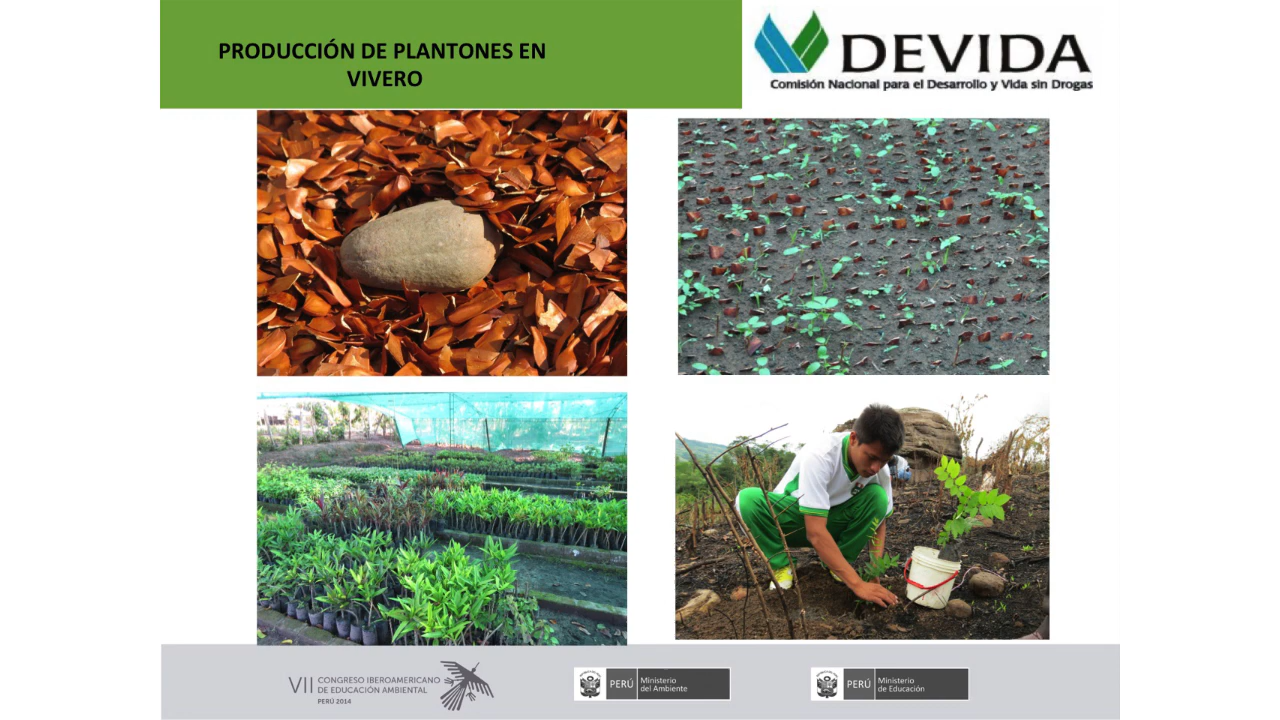 PRODUCCIÓN DE PLANTONES EN
VIVERO
DEVIDA
Comisión Nacional para el Desarrollo y Vida sin Drogas
VII CONGRESO IBEROAMERICANO
DE EDUCACIÓN AMBIENTAL
PERÚ 2014
PERÚ Ministerio
del Ambiente
PERÚ Ministerio
de Educación